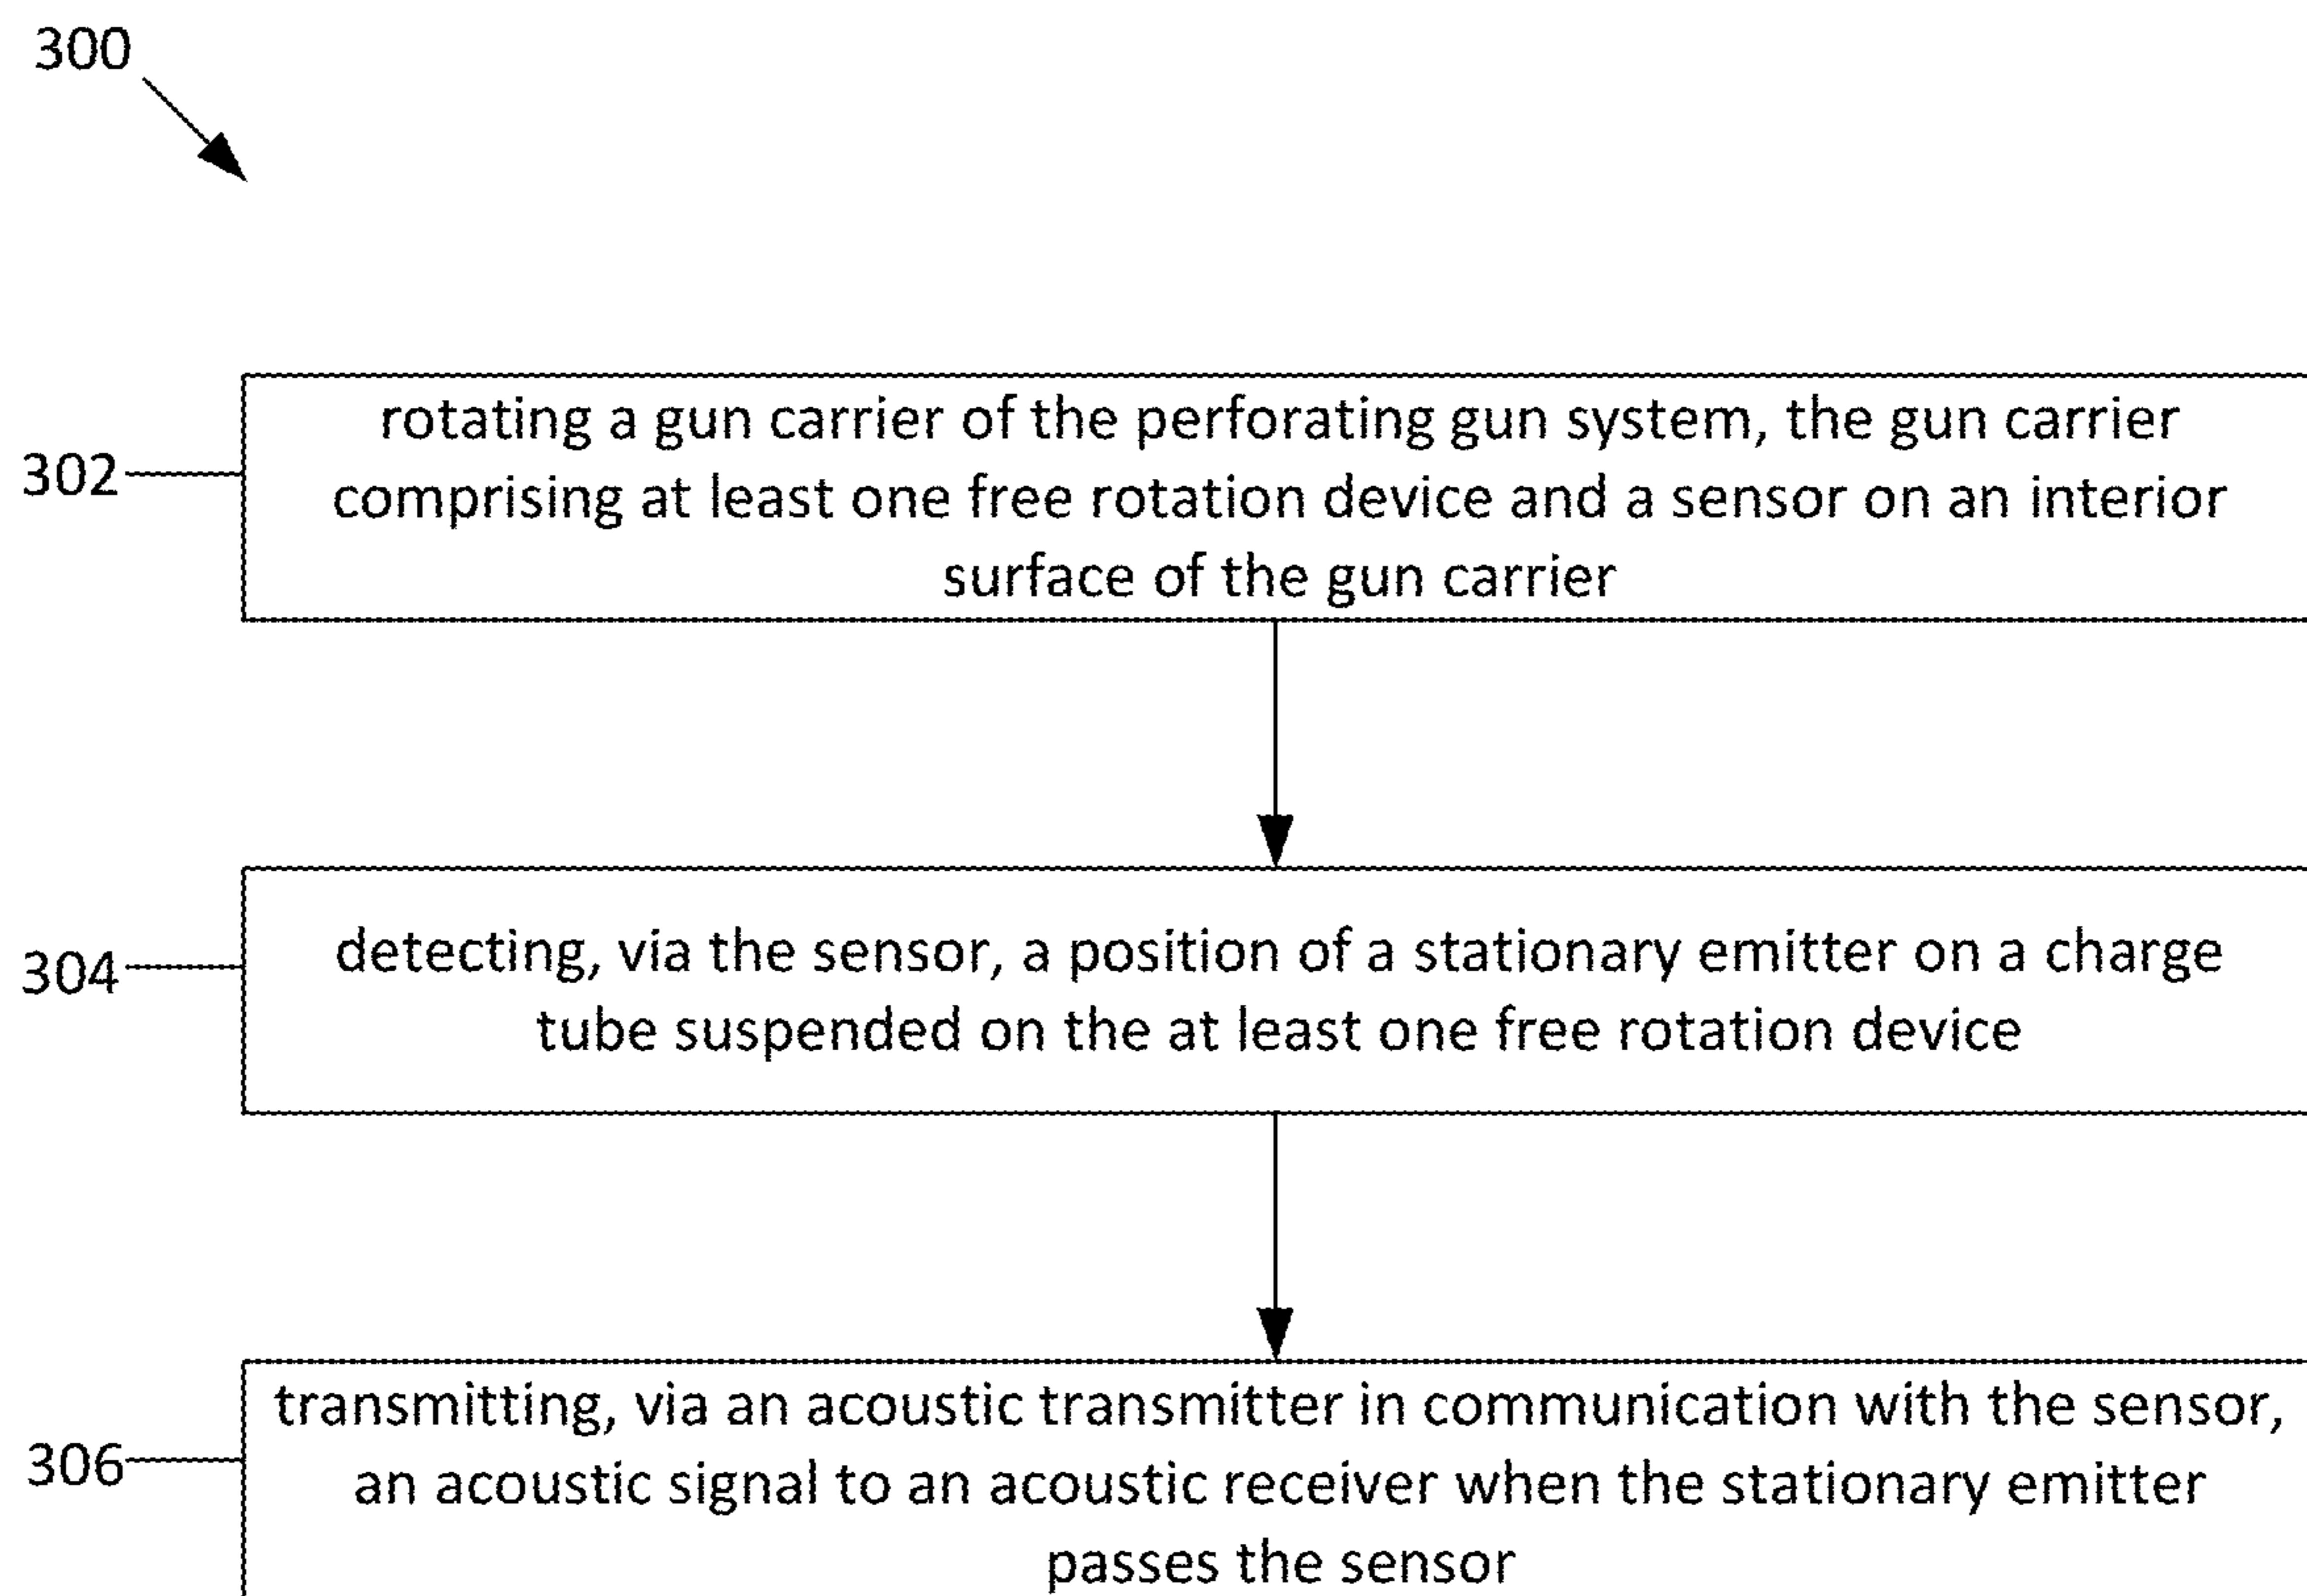 300
302
rotating a gun carrier of the perforating gun system, the gun carrier
comprising at least one free rotation device and a sensor on an interior
surface of the gun carrier
304
detecting, via the sensor, a position of a stationary emitter on a charge
tube suspended on the at least one free rotation device
306
transmitting, via an acoustic transmitter in communication with the sensor,
an acoustic signal to an acoustic receiver when the stationary emitter
passes the sensor